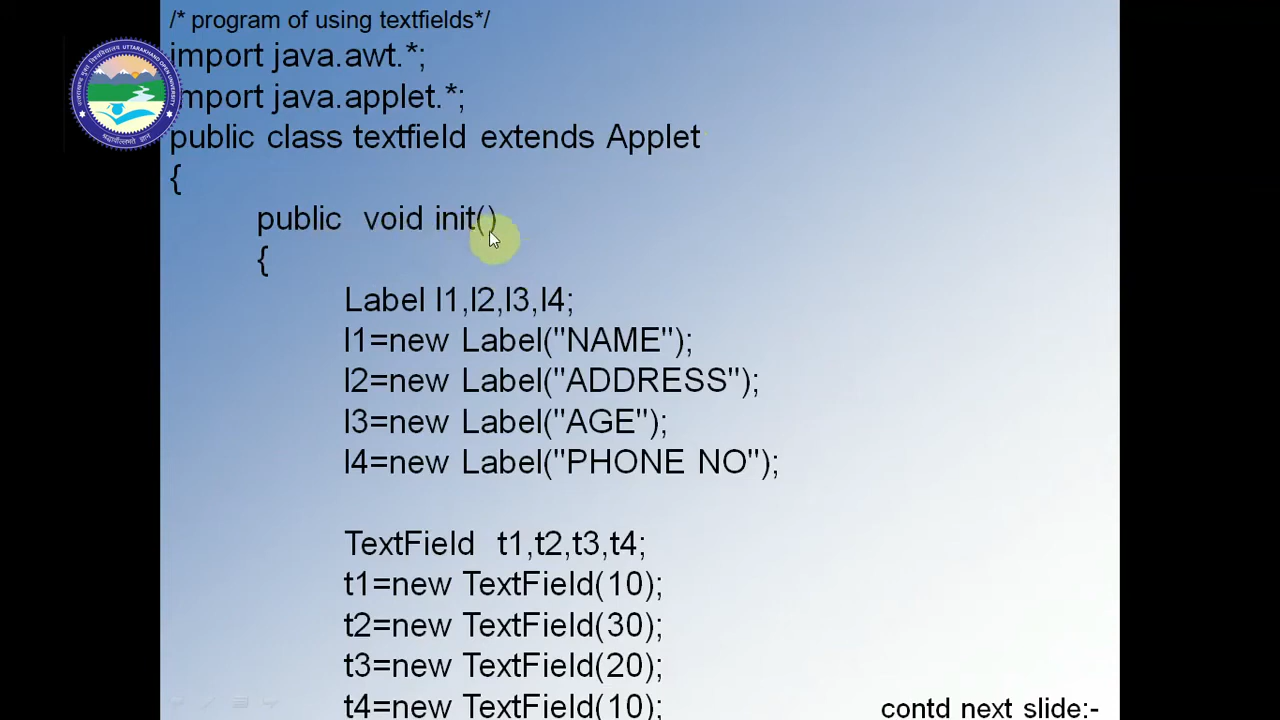 /* program of using textfields*/
import java.awt.*;
import java.applet.*;
public class textfield extends Applet
{
public void init()
{
Label l1,l2,l3,l4;
l1=new Label("NAME");
l2=new Label("ADDRESS");
l3=new Label("AGE");
l4=new Label("PHONE NO");
TextField t1,t2,t3,t4;
t1=new TextField(10);
t2=new TextField(30);
t3=new TextField(20);
t4=new TextField(10);
contd next slide:-
UTTARAKHAND OPEN UNIVERSITY